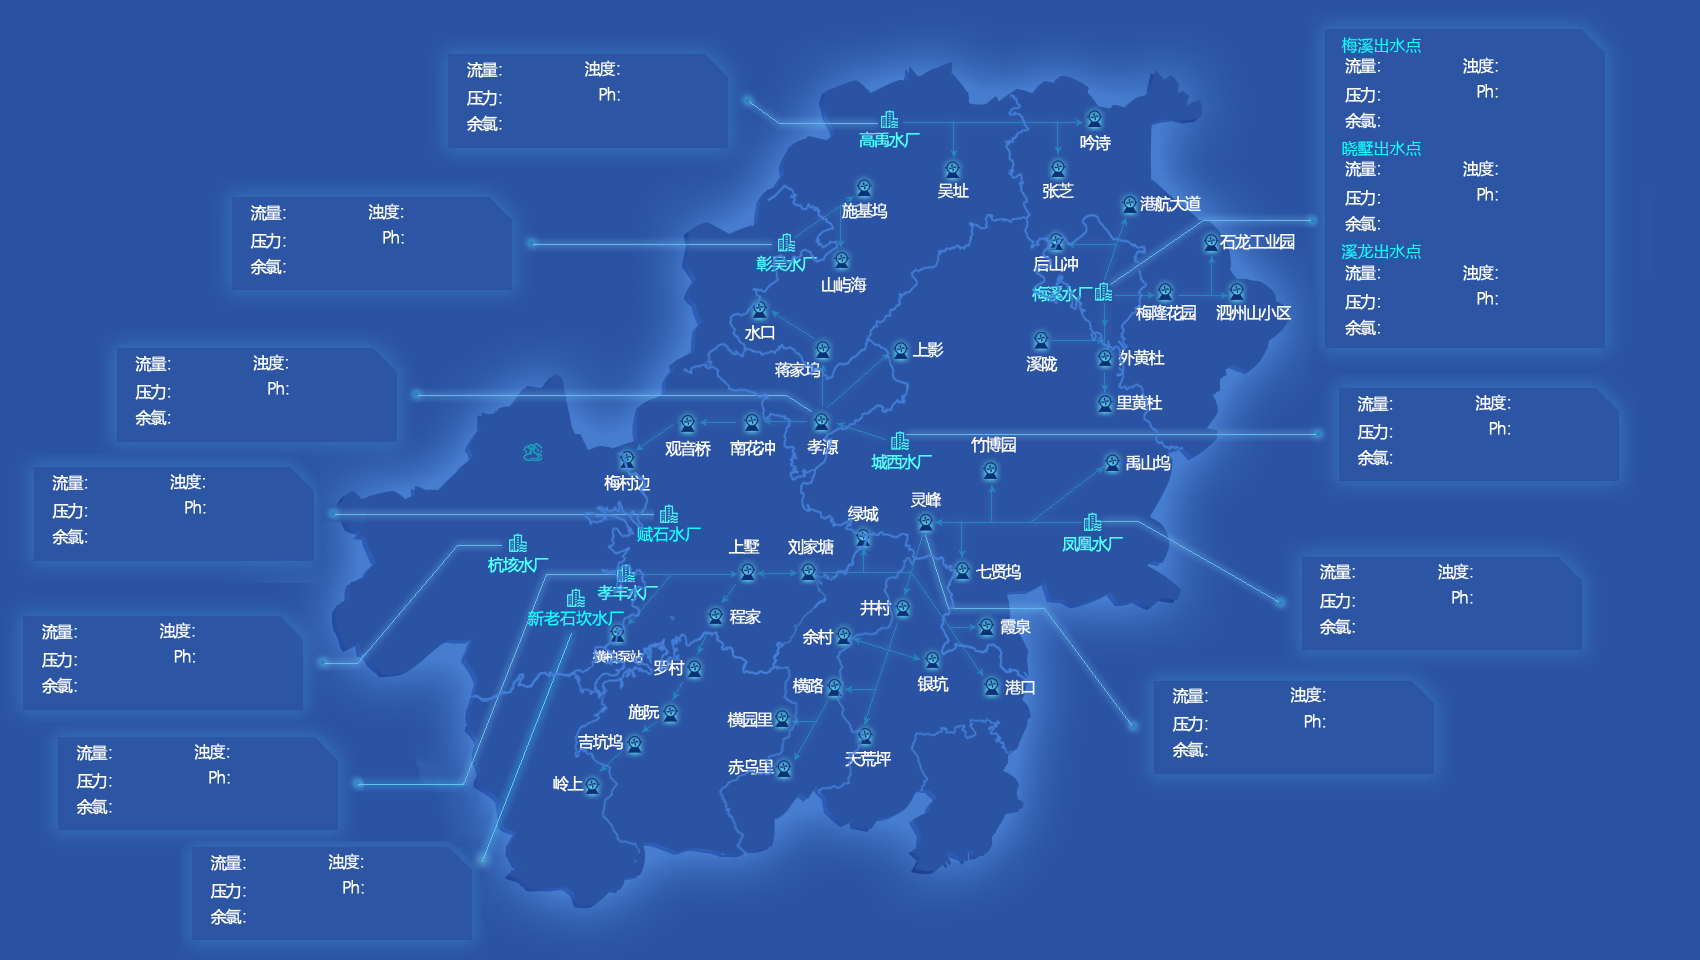 流量: 浊度:
压力: Ph:
余氯:
梅溪出水点
流量: 浊度:
压力: Ph:
余氯:
晓墅出水点
流量: 浊度:
压力: Ph:
余氯:
溪龙出水点
流量: 浊度:
压力: Ph:
余氯:
流量: 浊度:
压力: Ph:
余氯:
流量: 浊度:
压力: Ph:
余氯:
流量: 浊度:
压力: Ph:
余氯:
流量: 浊度:
压力: Ph:
余氯:
流量: 浊度:
压力: Ph:
余氯:
流量: 浊度:
压力: Ph:
余氯:
流量: 浊度:
压力: Ph:
余氯:
流量: 浊度:
压力: Ph:
余氯:
流量: 浊度:
压力: Ph:
余氯:
高禹水厂
吟诗
吴址
张芝
施基坞
港航大道
石龙工业园
彰吴水厂
后山冲
山屿海
梅溪水厂
梅隆花园
泗州山小区
水口
上影
外黄杜
蒋家坞
溪陇
里黄杜
观音桥
南花冲
孝源
城西水厂
竹博园
禹山坞
梅村边
灵峰
绿城
赋石水厂
凤凰水厂
上墅
刘家塘
杭垓水厂
七贤坞
孝丰水厂
新老石坎水厂
程家
井村
余村
霞泉
罗村
横路
银坑
港口
施阮
横园里
吉坑坞
天荒坪
赤乌里
岭上